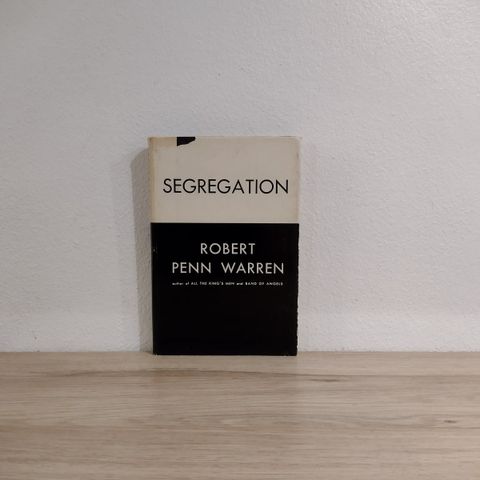 SEGREGATION
ROBERT
PENN WARREN
author of ALL THE KING'S MEN and BAND OF ANGELS